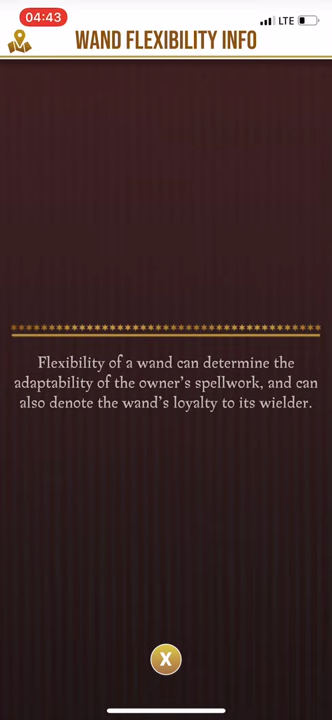 04:43
LTE
WAND FLEXIBILITY INFO
Flexibility of a wand can determine the
adaptability of the owner's spellwork, and can
also denote the wand's loyalty to its wielder.
X